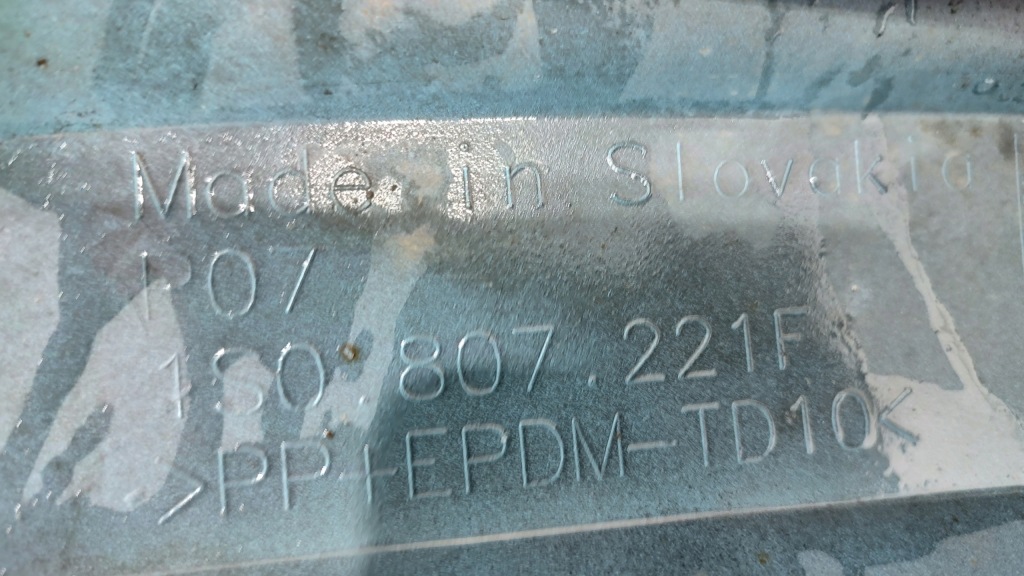 Made in Slovakia
P07
1S0.807.221F
>PP+EPDM-TD10<